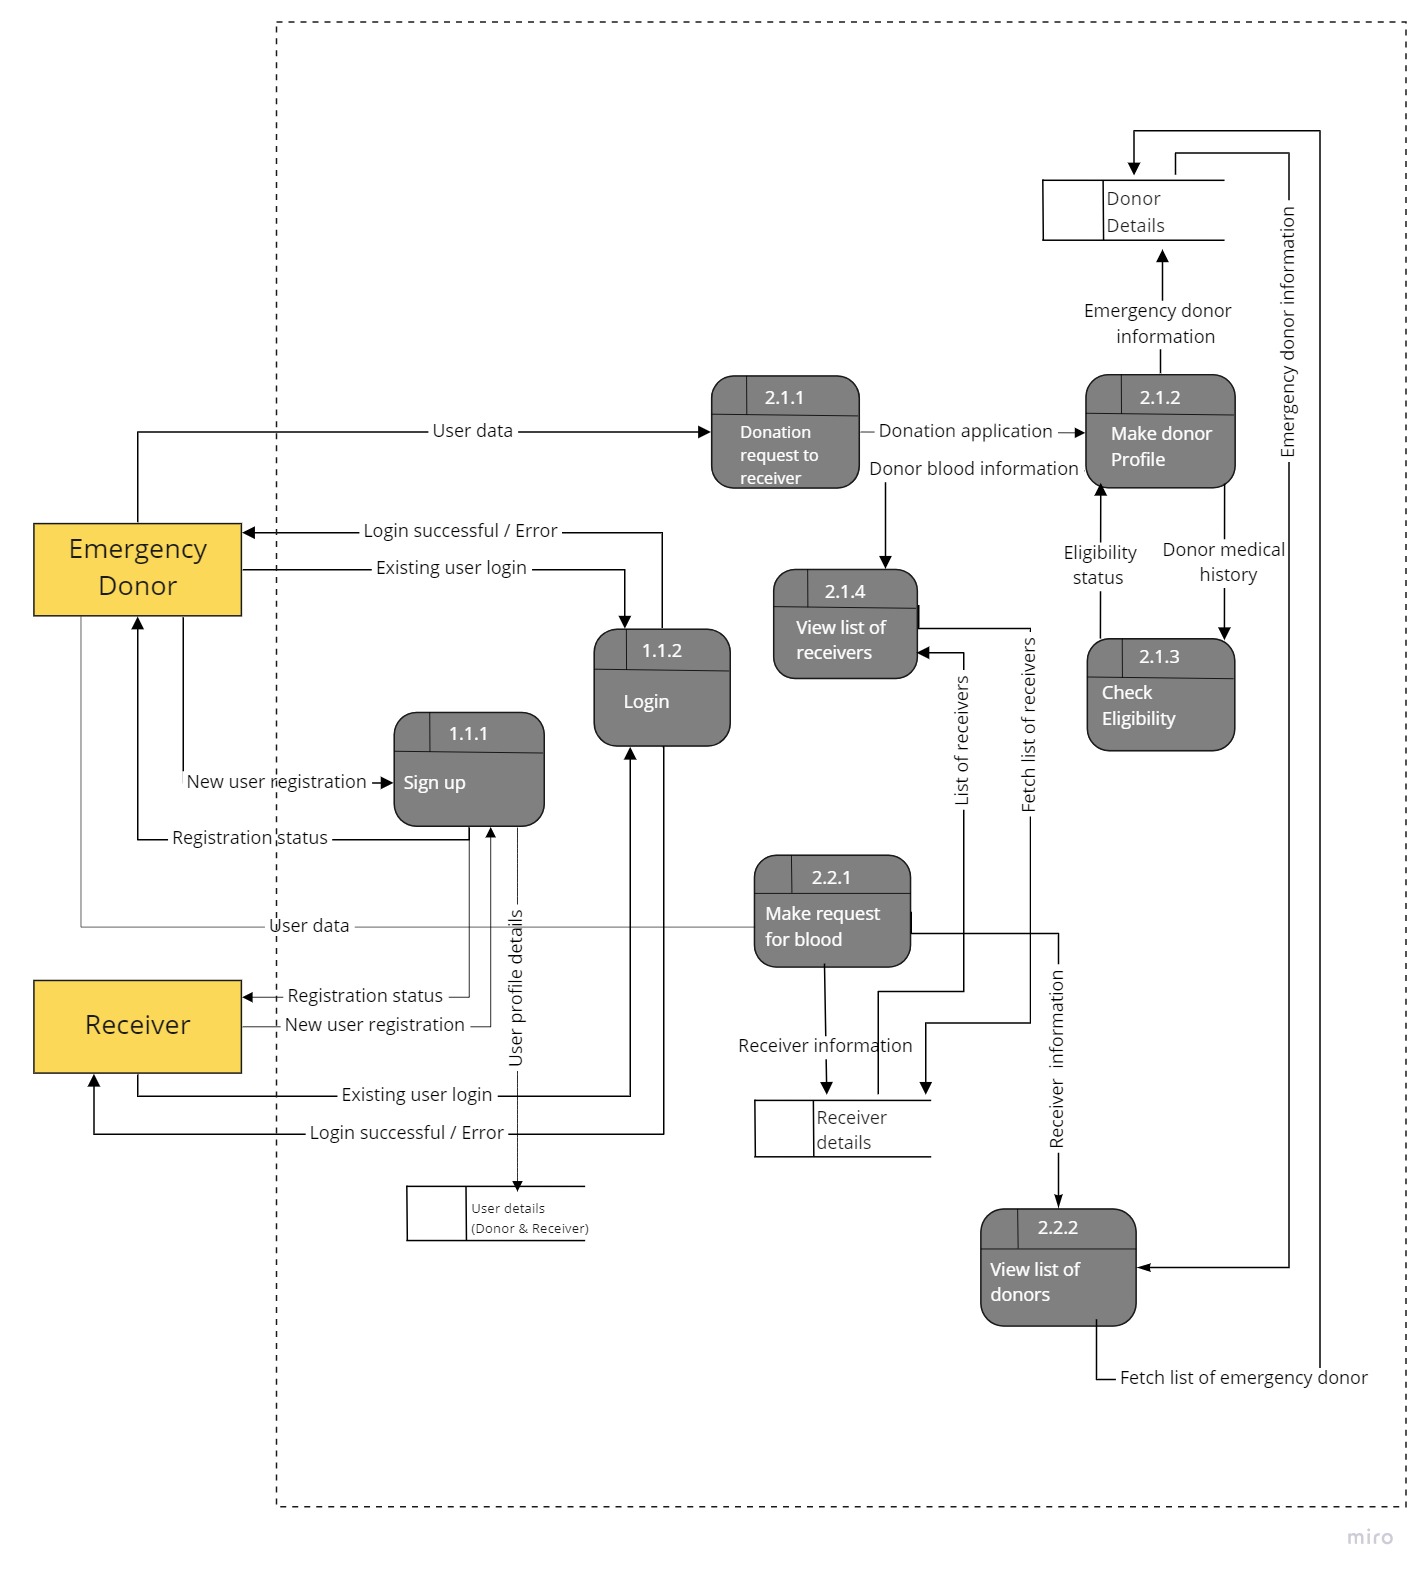 Donor
Details
Emergency donor
information
Emergency donor information
2.1.1
Donation
request to
receiver
2.1.2
Make donor
Profile
User data
Donation application
Donor blood information
Emergency
Donor
Login successful / Error
Existing user login
Eligibility
status
Donor medical
history
2.1.4
View list of
receivers
1.1.2
Login
2.1.3
Check
Eligibility
1.1.1
Sign up
New user registration
Registration status
List of receivers
Fetch list of receivers
2.2.1
Make request
for blood
User data
User profile details
Receiver
Registration status
New user registration
Receiver information
Receiver information
Existing user login
Login successful / Error
Receiver
details
User details
(Donor & Receiver)
2.2.2
View list of
donors
Fetch list of emergency donor
miro